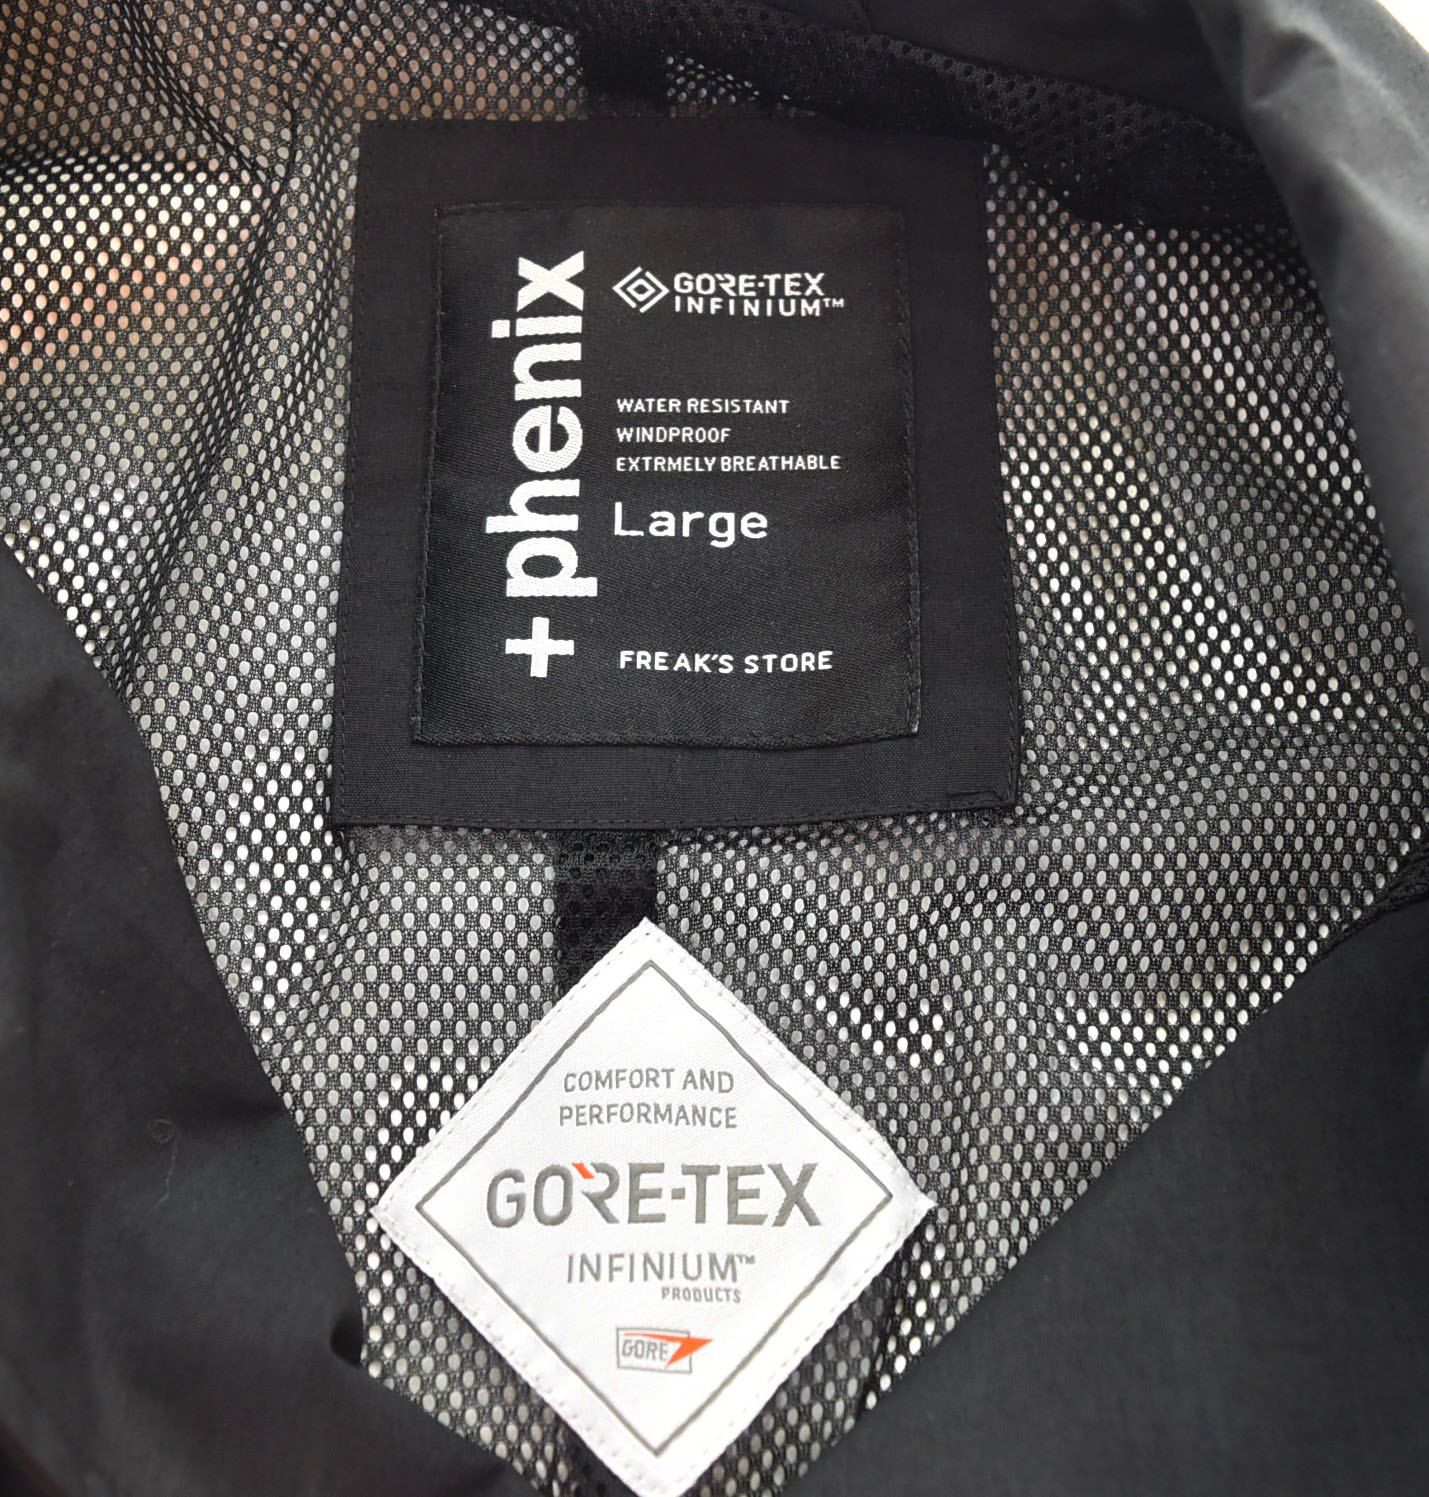 +phenix
GORE-TEX
INFINIUM™
WATER RESISTANT
WINDPROOF
EXTRMELY BREATHABLE
Large
FREAK'S STORE
COMFORT AND
PERFORMANCE
GORE-TEX
INFINIUM™
PRODUCTS
GORE